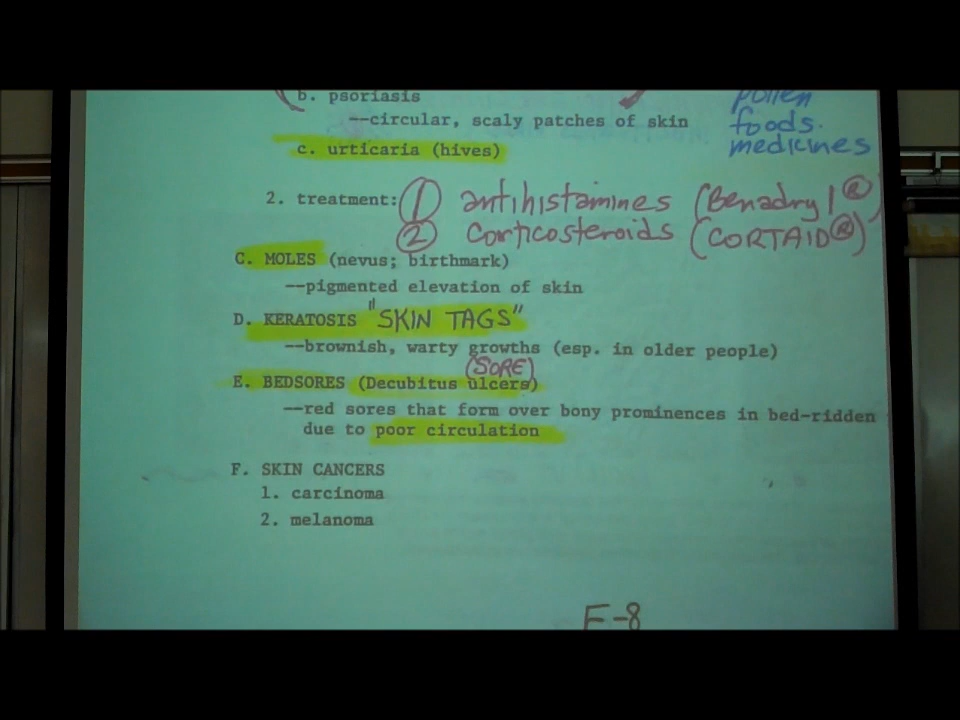 b. psoriasis
pollen
--circular, scaly patches of skin
foods.
c. urticaria (hives)
medicines
2. treatment: 1 antihistamines (Benadryl ®)
2 corticosteroids (CORTAID ®)
C. MOLES (nevus; birthmark)
--pigmented elevation of skin
D. KERATOSIS "SKIN TAGS"
--brownish, warty growths (esp. in older people)
(SORE)
E. BEDSORES (Decubitus ulcers)
--red sores that form over bony prominences in bed-ridden
due to poor circulation
F. SKIN CANCERS
1. carcinoma
2. melanoma
E-8